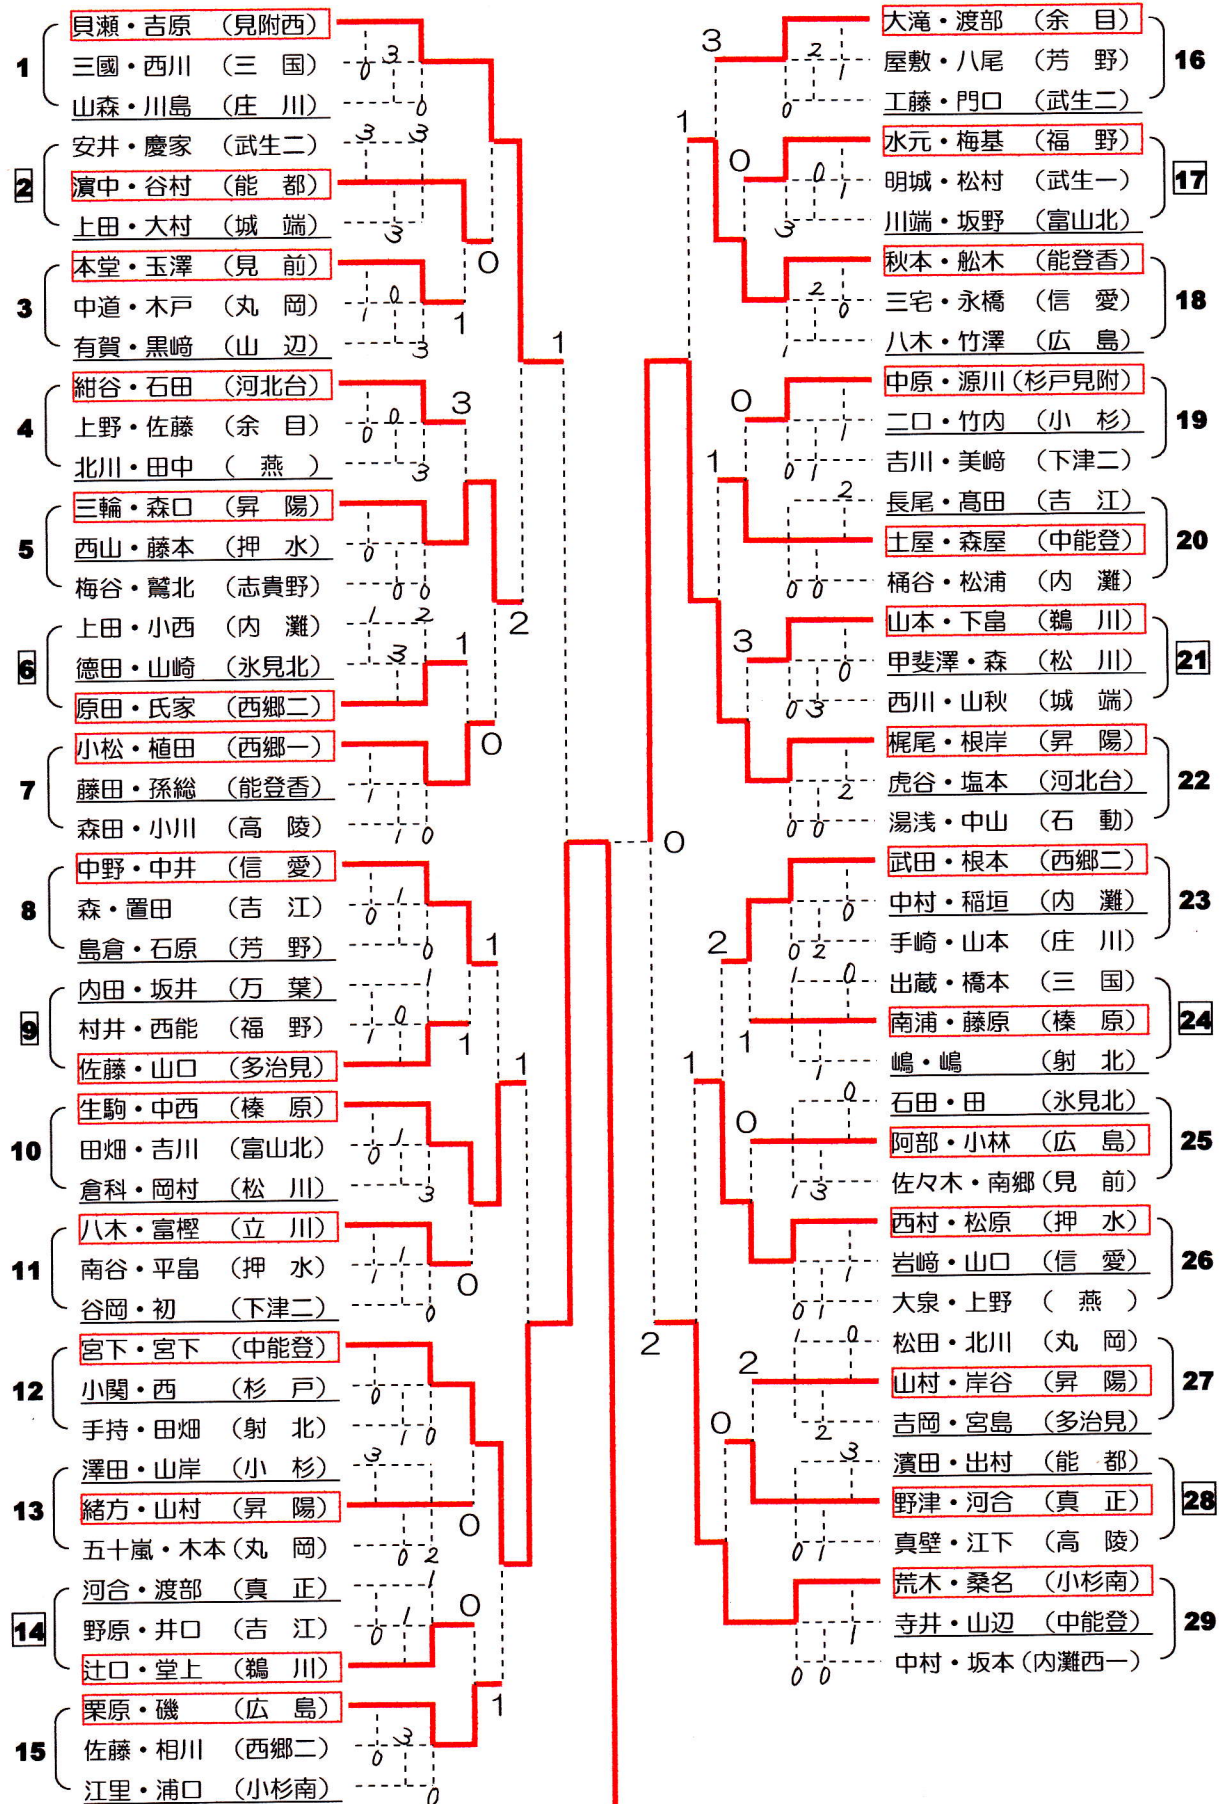 1
貝瀬・吉原 (見附西)
三國・西川 (三 国)
山森・川島 (庄 川)
2
安井・慶家 (武生二)
濵中・谷村 (能 都)
上田・大村 (城 端)
3
本堂・玉澤 (見 前)
中道・木戸 (丸 岡)
有賀・黒﨑 (山 辺)
4
紺谷・石田 (河北台)
上野・佐藤 (余 目)
北川・田中 ( 燕 )
5
三輪・森口 (昇 陽)
西山・藤本 (押 水)
梅谷・鷲北 (志貴野)
6
上田・小西 (内 灘)
德田・山崎 (氷見北)
原田・氏家 (西郷二)
7
小松・植田 (西郷一)
藤田・孫総 (能登香)
森田・小川 (高 陵)
8
中野・中井 (信 愛)
森・置田 (吉 江)
島倉・石原 (芳 野)
9
内田・坂井 (万 葉)
村井・西能 (福 野)
佐藤・山口 (多治見)
10
生駒・中西 (榛 原)
田畑・吉川 (富山北)
倉科・岡村 (松 川)
11
八木・富樫 (立 川)
南谷・平畠 (押 水)
谷岡・初 (下津二)
12
宮下・宮下 (中能登)
小関・西 (杉 戸)
手持・田畑 (射 北)
13
澤田・山岸 (小 杉)
緒方・山村 (昇 陽)
五十嵐・木本 (丸 岡)
14
河合・渡部 (真 正)
野原・井口 (吉 江)
辻口・堂上 (鵜 川)
15
栗原・磯 (広 島)
佐藤・相川 (西郷二)
江里・浦口 (小杉南)
大滝・渡部 (余 目)
屋敷・八尾 (芳 野)
工藤・門口 (武生二)
16
水元・梅基 (福 野)
明城・松村 (武生一)
川端・坂野 (富山北)
17
秋本・舩木 (能登香)
三宅・永橋 (信 愛)
八木・竹澤 (広 島)
18
中原・源川 (杉戸見附)
二口・竹内 (小 杉)
吉川・美﨑 (下津二)
19
長尾・髙田 (吉 江)
土屋・森屋 (中能登)
桶谷・松浦 (内 灘)
20
山本・下畠 (鵜 川)
甲斐澤・森 (松 川)
西川・山秋 (城 端)
21
梶尾・根岸 (昇 陽)
虎谷・塩本 (河北台)
湯浅・中山 (石 動)
22
武田・根本 (西郷二)
中村・稲垣 (内 灘)
手崎・山本 (庄 川)
23
出蔵・橋本 (三 国)
南浦・藤原 (榛 原)
嶋・嶋 (射 北)
24
石田・田 (氷見北)
阿部・小林 (広 島)
佐々木・南郷 (見 前)
25
西村・松原 (押 水)
岩﨑・山口 (信 愛)
大泉・上野 ( 燕 )
26
松田・北川 (丸 岡)
山村・岸谷 (昇 陽)
吉岡・宮島 (多治見)
27
濱田・出村 (能 都)
野津・河合 (真 正)
真壁・江下 (高 陵)
28
荒木・桑名 (小杉南)
寺井・山辺 (中能登)
中村・坂本 (内灘西一)
29